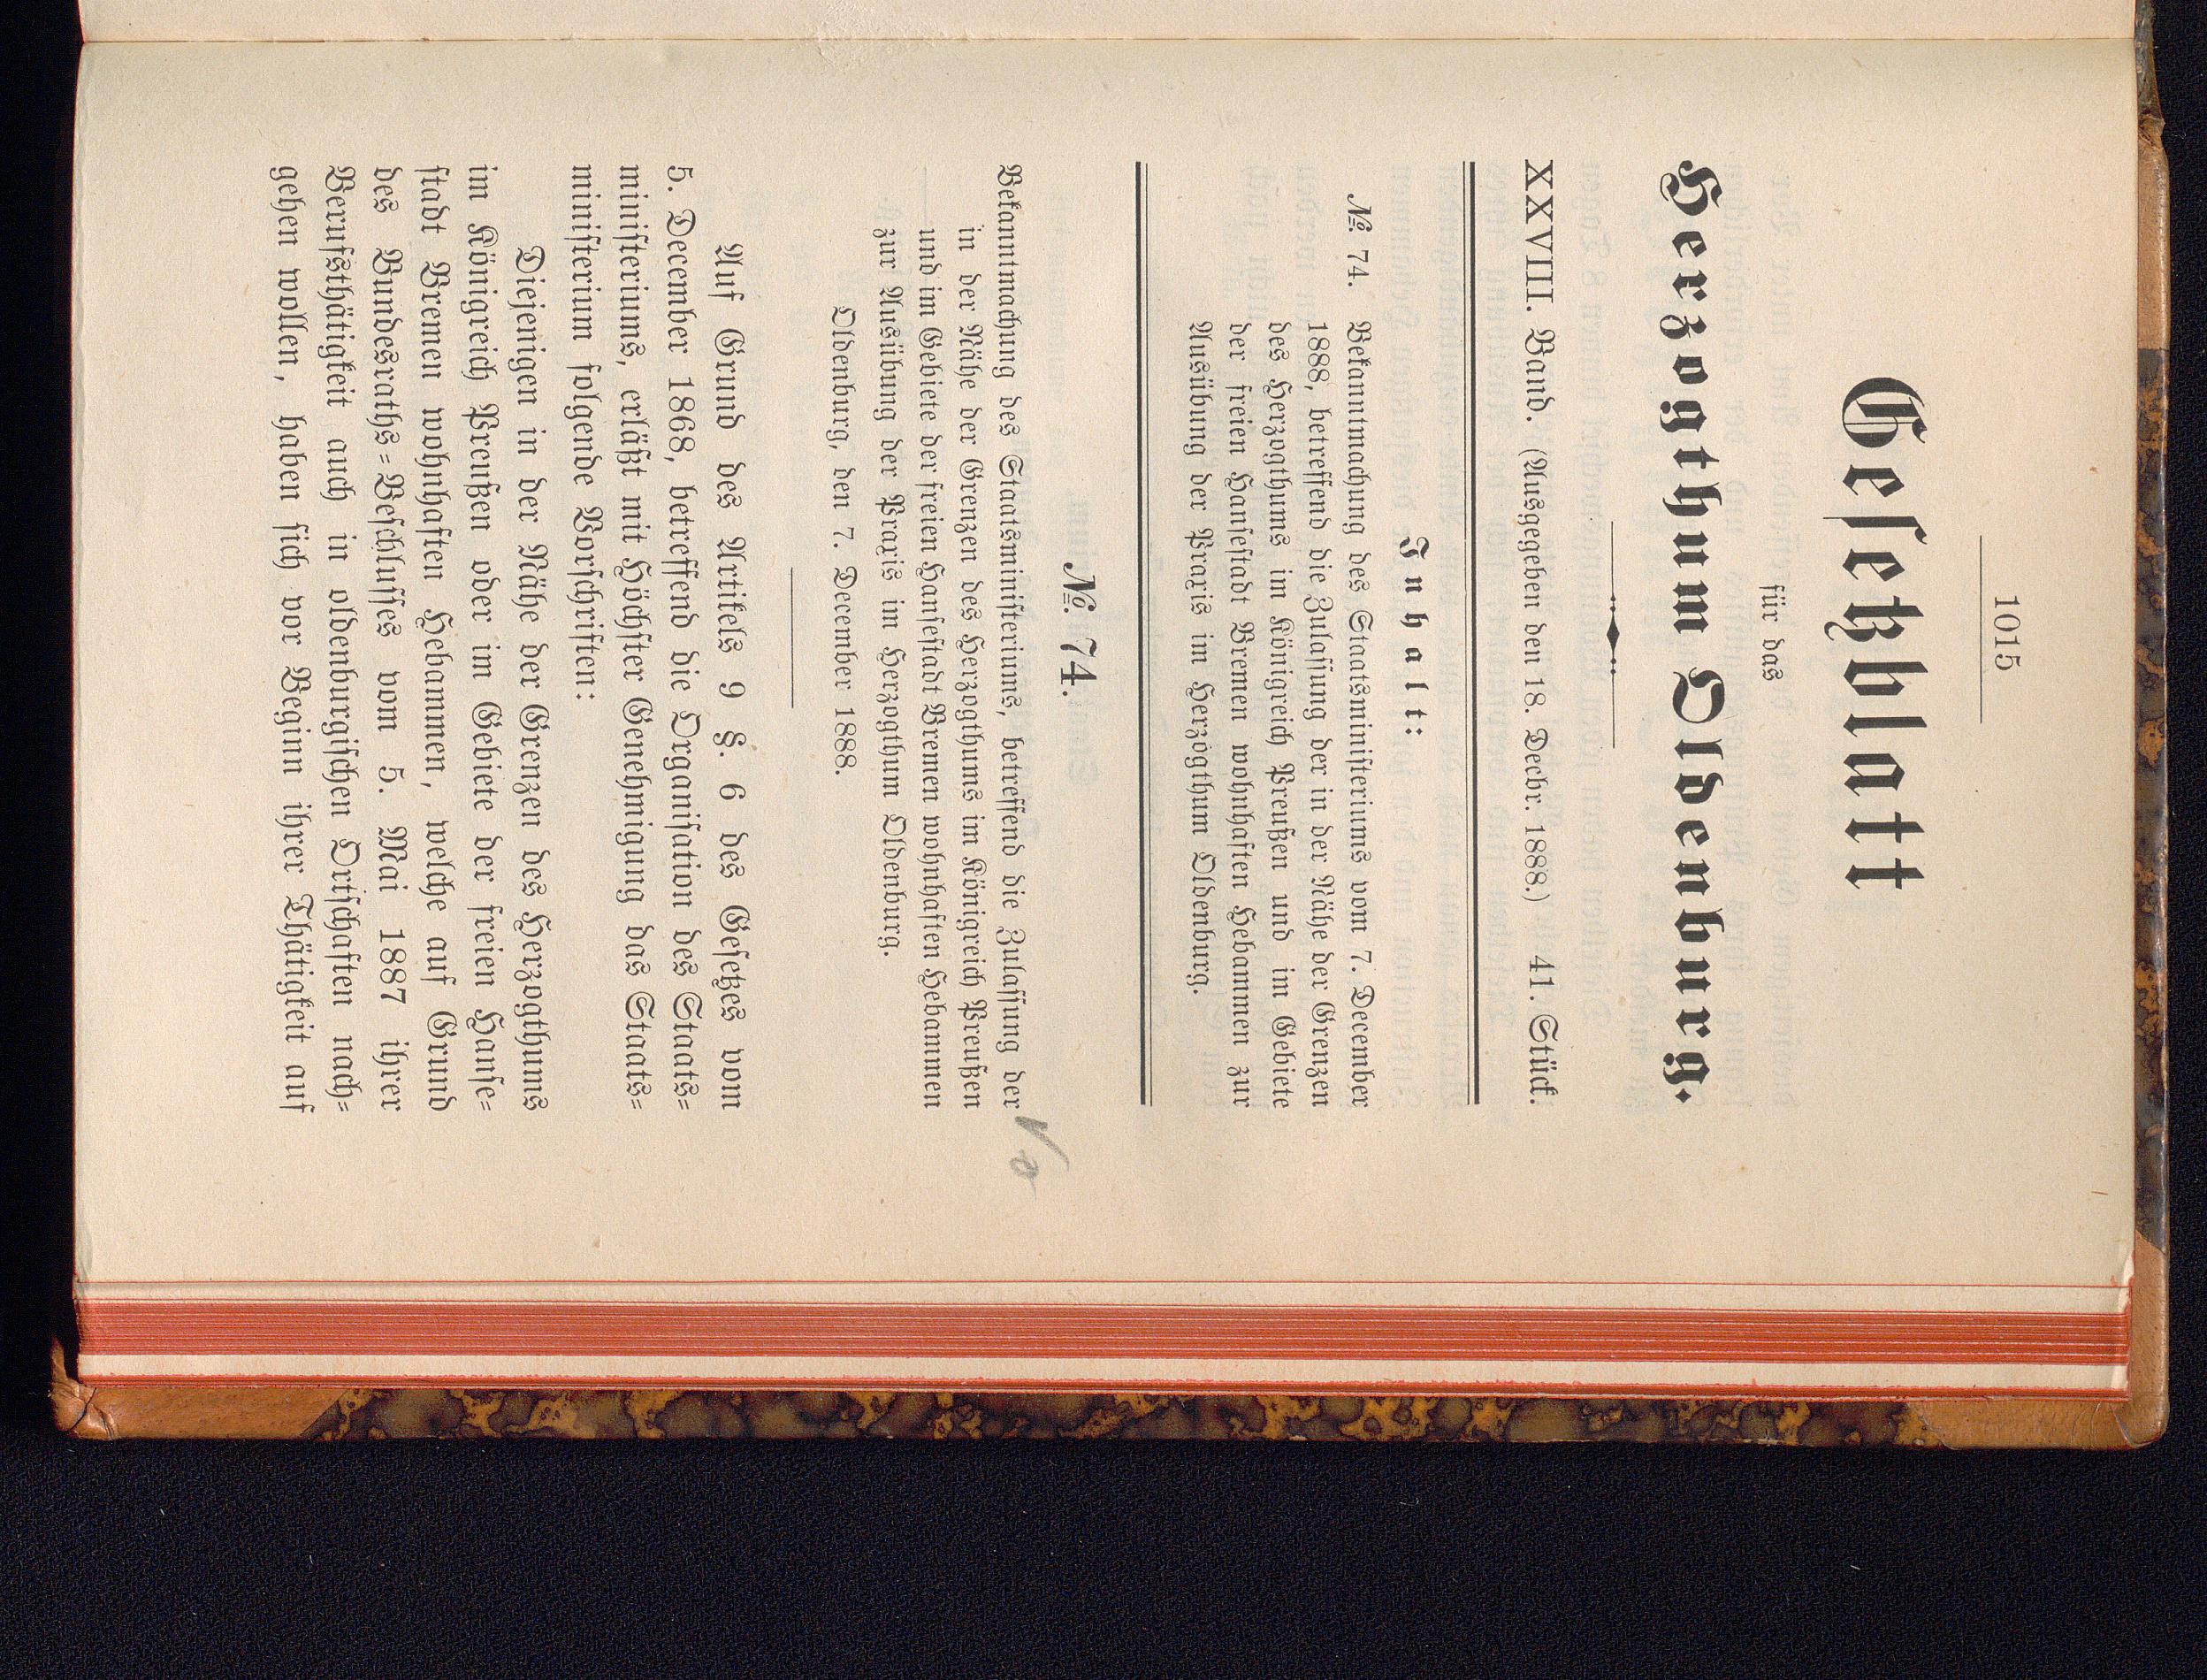 1015
Gesetzblatt
für das
Herzogthum Oldenburg.
XXVIII. Band. (Ausgegeben den 18. Decbr. 1888.) 41. Stück.
Inhalt:
№. 74. Bekanntmachung des Staatsministeriums vom 7. December
1888, betreffend die Zulassung der in der Nähe der Grenzen
des Herzogthums im Königreich Preußen und im Gebiete
der freien Hansestadt Bremen wohnhaften Hebammen zur
Ausübung der Praxis im Herzogthum Oldenburg.
№. 74.
Bekanntmachung des Staatsministeriums, betreffend die Zulassung der
in der Nähe der Grenzen des Herzogthums im Königreich Preußen
und im Gebiete der freien Hansestadt Bremen wohnhaften Hebammen
zur Ausübung der Praxis im Herzogthum Oldenburg.
Oldenburg, den 7. December 1888.
Auf Grund des Artikels 9 §. 6 des Gesetzes vom
5. December 1868, betreffend die Organisation des Staats=
ministeriums, erläßt mit Höchster Genehmigung das Staats=
ministerium folgende Vorschriften:
Diejenigen in der Nähe der Grenzen des Herzogthums
im Königreich Preußen oder im Gebiete der freien Hanse=
stadt Bremen wohnhaften Hebammen, welche auf Grund
des Bundesraths=Beschlusses vom 5. Mai 1887 ihrer
Berufsthätigkeit auch in oldenburgischen Ortschaften nach=
gehen wollen, haben sich vor Beginn ihrer Thätigkeit auf